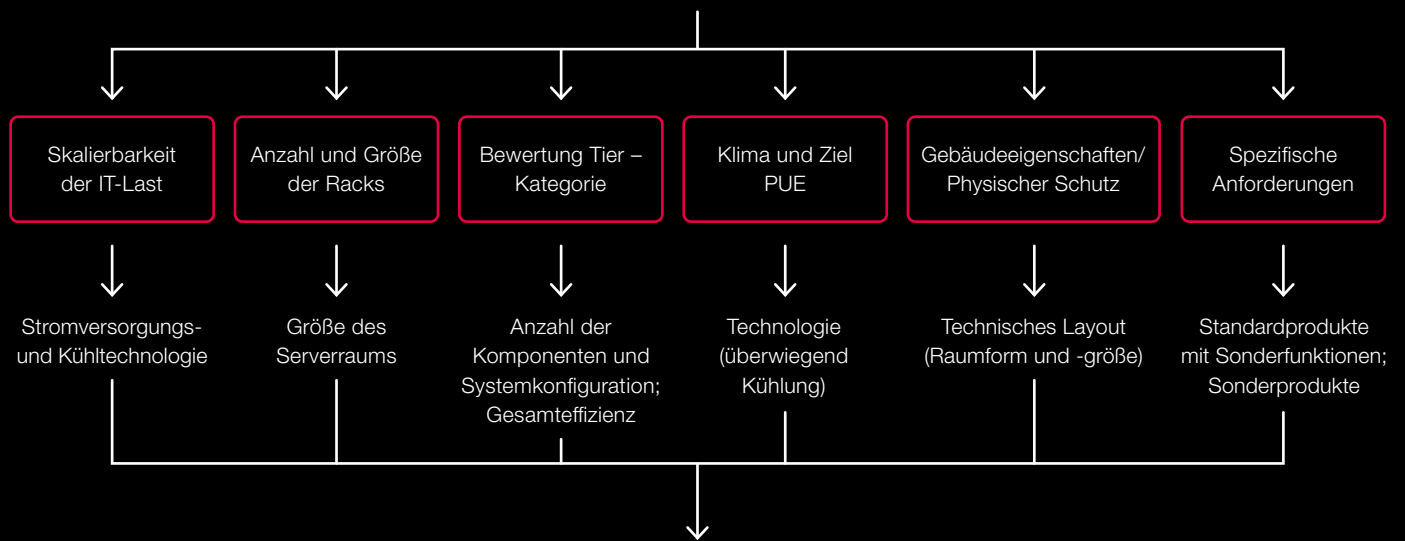 Skalierbarkeit
der IT-Last
Anzahl und Größe
der Racks
Bewertung Tier –
Kategorie
Klima und Ziel
PUE
Gebäudeeigenschaften/
Physischer Schutz
Spezifische
Anforderungen
Stromversorgungs-
und Kühltechnologie
Größe des
Serverraums
Anzahl der
Komponenten und
Systemkonfiguration;
Gesamteffizienz
Technologie
(überwiegend
Kühlung)
Technisches Layout
(Raumform und -größe)
Standardprodukte
mit Sonderfunktionen;
Sonderprodukte